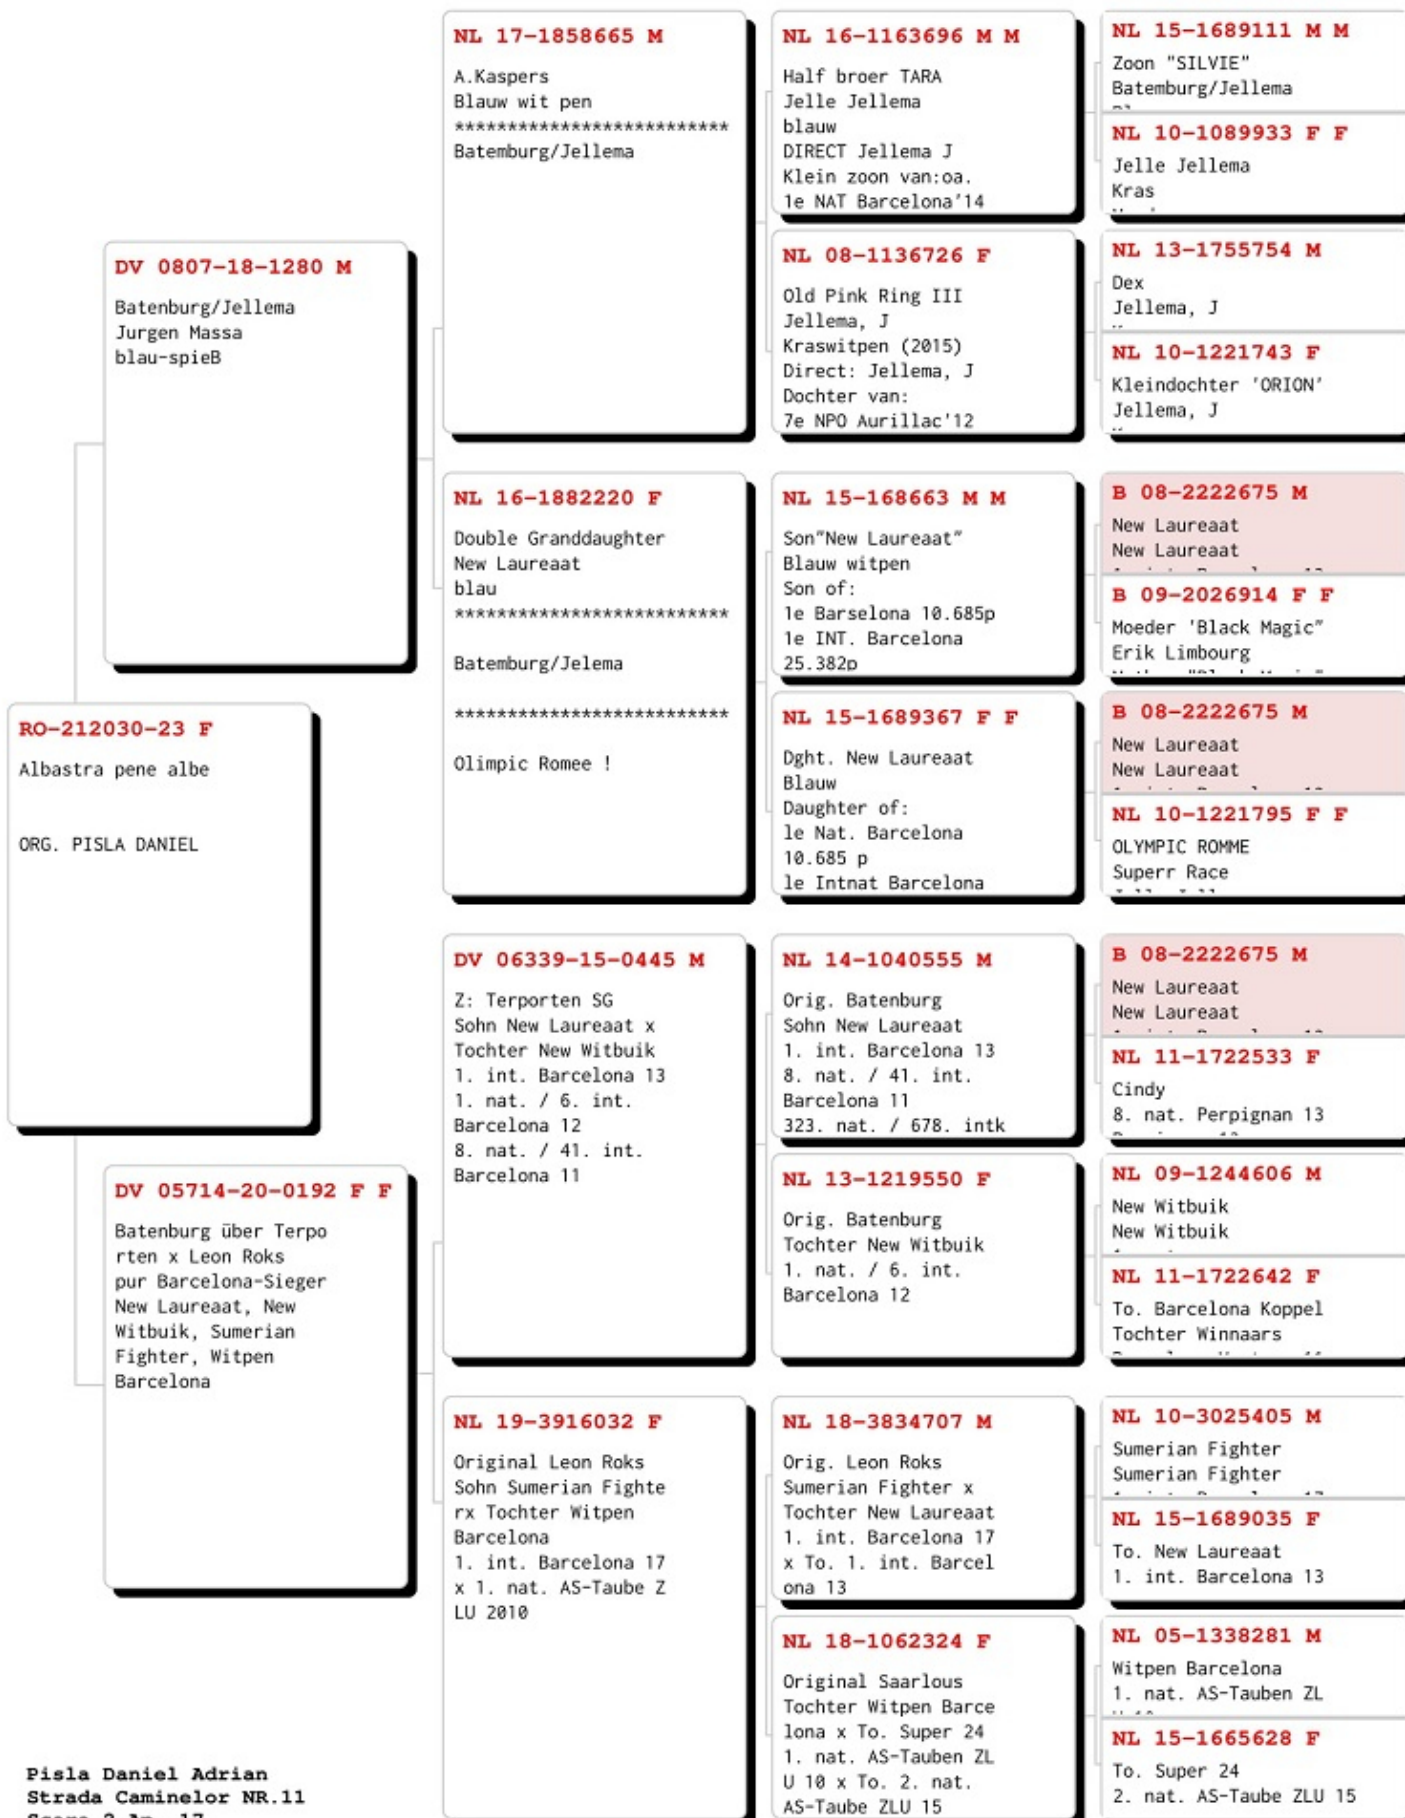 RO-212030-23 F
Albastra pene albe
ORG. PISLA DANIEL
DV 0807-18-1280 M
Batenburg/Jellema
Jurgen Massa
blau-spieB
DV 05714-20-0192 F F
Batenburg über Terpo
rten x Leon Roks
pur Barcelona-Sieger
New Laureaat, New
Witbuik, Sumerian
Fighter, Witpen
Barcelona
NL 17-1858665 M
A.Kaspers
Blauw wit pen
**************************
Batemburg/Jellema
NL 16-1882220 F
Double Granddaughter
New Laureaat
blau
**************************
Batemburg/Jelema
**************************
Olimpic Romee !
DV 06339-15-0445 M
Z: Terporten SG
Sohn New Laureaat x
Tochter New Witbuik
1. int. Barcelona 13
1. nat. / 6. int.
Barcelona 12
8. nat. / 41. int.
Barcelona 11
NL 19-3916032 F
Original Leon Roks
Sohn Sumerian Fighte
rx Tochter Witpen
Barcelona
1. int. Barcelona 17
x 1. nat. AS-Taube Z
LU 2010
NL 16-1163696 M M
Half broer TARA
Jelle Jellema
blauw
DIRECT Jellema J
Klein zoon van:oa.
1e NAT Barcelona'14
NL 08-1136726 F
Old Pink Ring III
Jellema, J
Kraswitpen (2015)
Direct: Jellema, J
Dochter van:
7e NPO Aurillac'12
NL 15-168663 M M
Son"New Laureaat"
Blauw witpen
Son of:
1e Barselona 10.685p
1e INT. Barcelona
25.382p
NL 15-1689367 F F
Dght. New Laureaat
Blauw
Daughter of:
le Nat. Barcelona
10.685 p
le Intnat Barcelona
NL 14-1040555 M
Orig. Batenburg
Sohn New Laureaat
1. int. Barcelona 13
8. nat. / 41. int.
Barcelona 11
323. nat. / 678. intk
NL 13-1219550 F
Orig. Batenburg
Tochter New Witbuik
1. nat. / 6. int.
Barcelona 12
NL 18-3834707 M
Orig. Leon Roks
Sumerian Fighter x
Tochter New Laureaat
1. int. Barcelona 17
x To. 1. int. Barcel
ona 13
NL 18-1062324 F
Original Saarlous
Tochter Witpen Barce
lona x To. Super 24
1. nat. AS-Tauben ZL
U 10 x To. 2. nat.
AS-Taube ZLU 15
NL 15-1689111 M M
Zoon "SILVIE"
Batemburg/Jellema
NL 10-1089933 F F
Jelle Jellema
Kras
NL 13-1755754 M
Dex
Jellema, J
NL 10-1221743 F
Kleindochter 'ORION'
Jellema, J
B 08-2222675 M
New Laureaat
New Laureaat
B 09-2026914 F F
Moeder 'Black Magic"
Erik Limbourg
B 08-2222675 M
New Laureaat
New Laureaat
NL 10-1221795 F F
OLYMPIC ROMME
Superr Race
B 08-2222675 M
New Laureaat
New Laureaat
NL 11-1722533 F
Cindy
8. nat. Perpignan 13
NL 09-1244606 M
New Witbuik
New Witbuik
NL 11-1722642 F
To. Barcelona Koppel
Tochter Winnaars
NL 10-3025405 M
Sumerian Fighter
Sumerian Fighter
NL 15-1689035 F
To. New Laureaat
1. int. Barcelona 13
NL 05-1338281 M
Witpen Barcelona
1. nat. AS-Tauben ZL
NL 15-1665628 F
To. Super 24
2. nat. AS-Taube ZLU 15
Pisla Daniel Adrian
Strada Caminelor NR.11